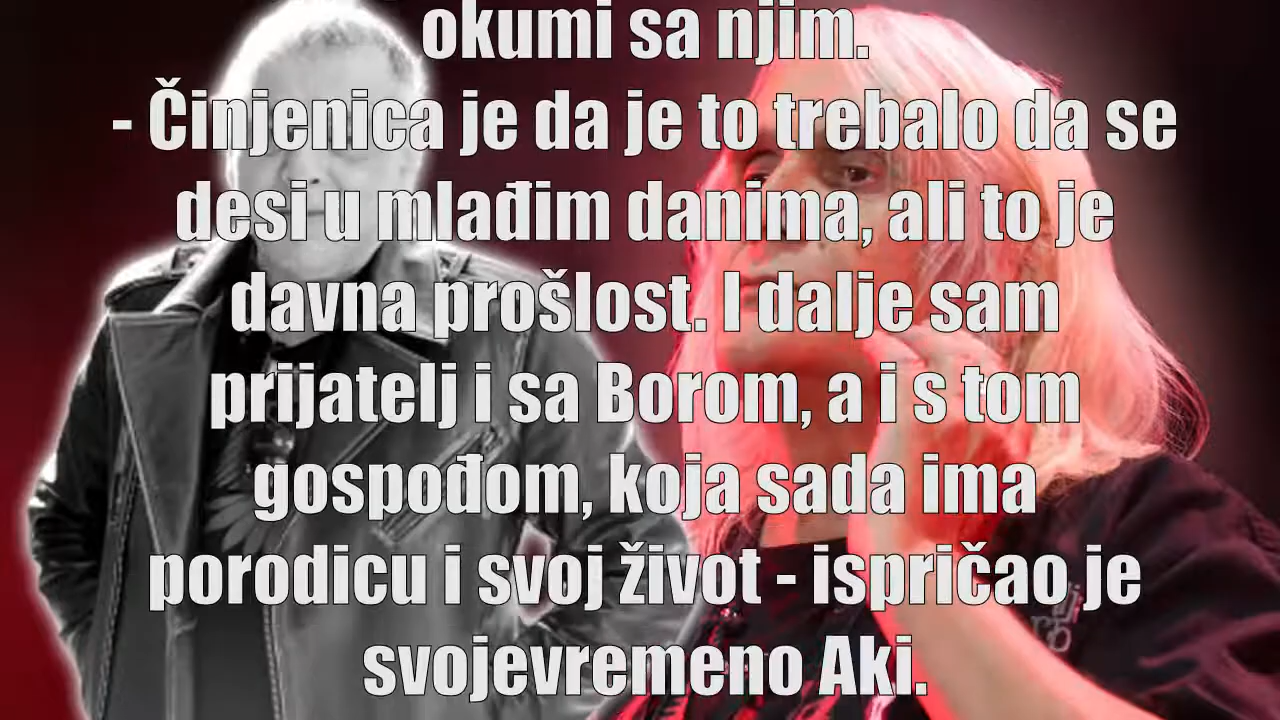 okumi sa njim.
- Činjenica je da je to trebalo da se
desi u mlađim danima, ali to je
davna prošlost. I dalje sam
prijatelj i sa Borom, a i s tom
gospođom, koja sada ima
porodicu i svoj život - ispričao je
svojevremeno Aki.